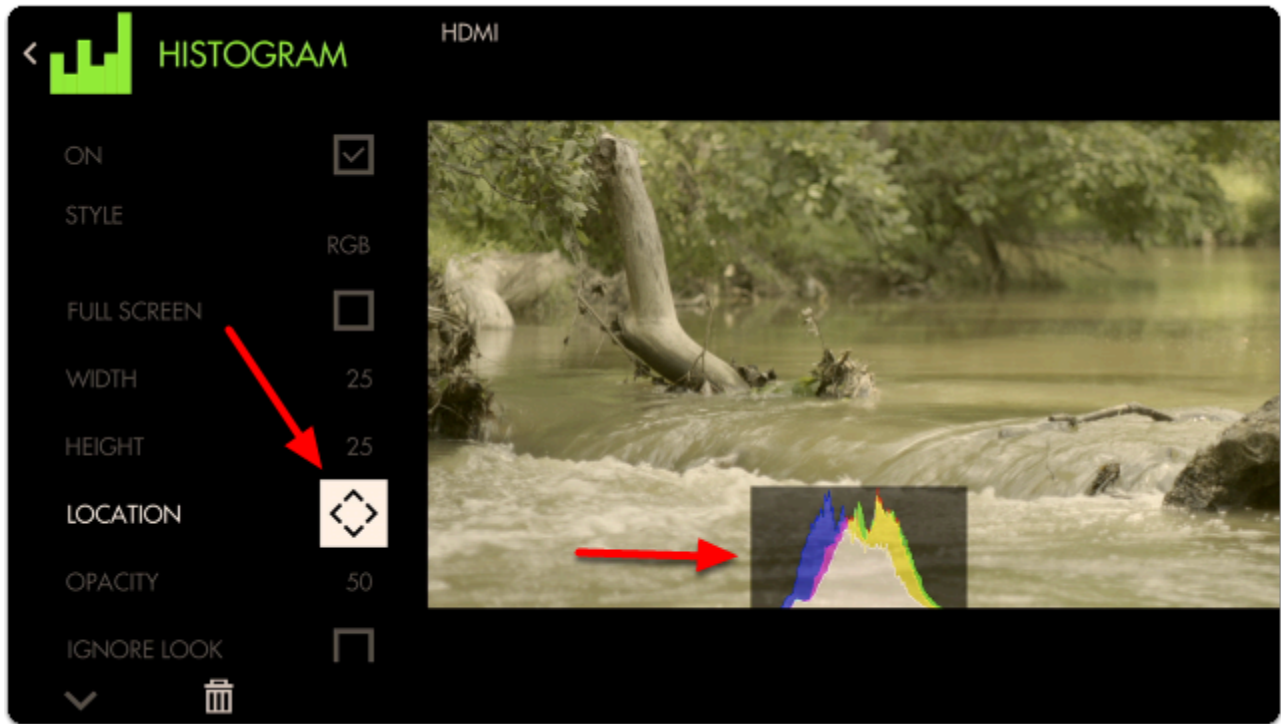 HISTOGRAM
HDMI
ON
STYLE
RGB
FULL SCREEN
WIDTH 25
HEIGHT 25
LOCATION
OPACITY 50
IGNORE LOOK